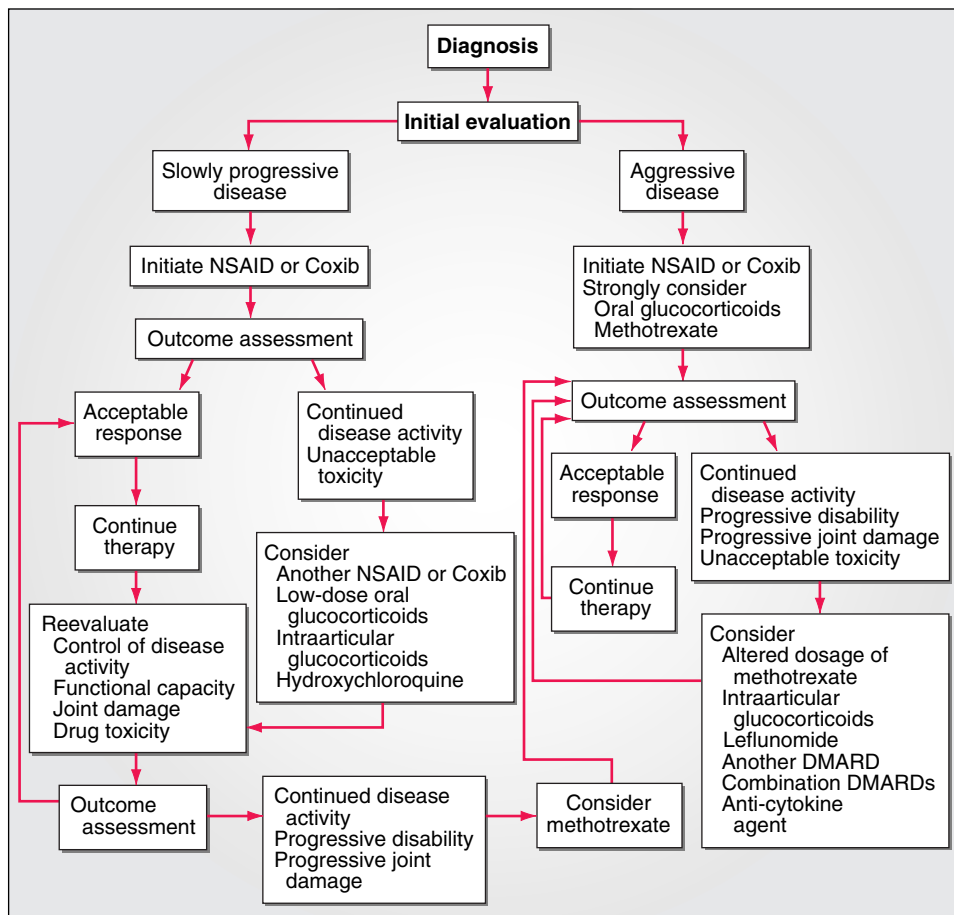 Diagnosis
Initial evaluation
Slowly progressive
disease
Aggressive
disease
Initiate NSAID or Coxib
Initiate NSAID or Coxib
Strongly consider
Oral glucocorticoids
Methotrexate
Outcome assessment
Outcome assessment
Acceptable
response
Continued
disease activity
Unacceptable
toxicity
Acceptable
response
Continued
disease activity
Progressive disability
Progressive joint damage
Unacceptable toxicity
Continue
therapy
Consider
Another NSAID or Coxib
Low-dose oral
glucocorticoids
Intraarticular
glucocorticoids
Hydroxychloroquine
Continue
therapy
Reevaluate
Control of disease
activity
Functional capacity
Joint damage
Drug toxicity
Consider
Altered dosage of
methotrexate
Intraarticular
glucocorticoids
Leflunomide
Another DMARD
Combination DMARDs
Anti-cytokine
agent
Outcome
assessment
Continued disease
activity
Progressive disability
Progressive joint
damage
Consider
methotrexate